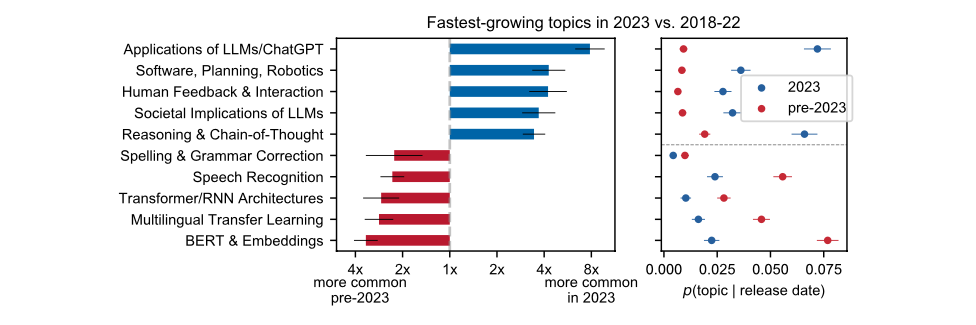 Fastest-growing topics in 2023 vs. 2018-22
Applications of LLMs/ChatGPT
Software, Planning, Robotics
Human Feedback & Interaction
Societal Implications of LLMs
Reasoning & Chain-of-Thought
Spelling & Grammar Correction
Speech Recognition
Transformer/RNN Architectures
Multilingual Transfer Learning
BERT & Embeddings
4x 2x 1x 2x 4x 8x
more common
pre-2023
more common
in 2023
2023
pre-2023
0.000 0.025 0.050 0.075
p(topic | release date)